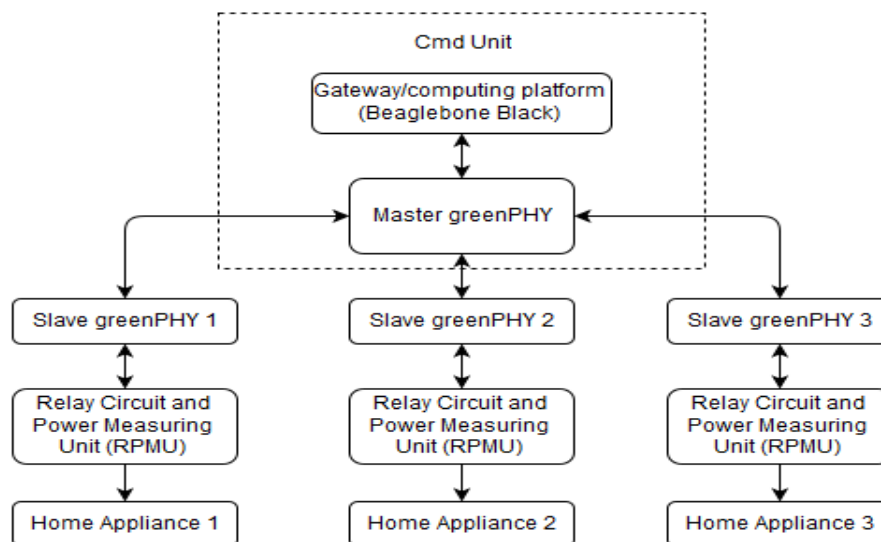 Cmd Unit
Gateway/computing platform
(Beaglebone Black)
Master greenPHY
Slave greenPHY 1
Slave greenPHY 2
Slave greenPHY 3
Relay Circuit and
Power Measuring
Unit (RPMU)
Relay Circuit and
Power Measuring
Unit (RPMU)
Relay Circuit and
Power Measuring
Unit (RPMU)
Home Appliance 1
Home Appliance 2
Home Appliance 3